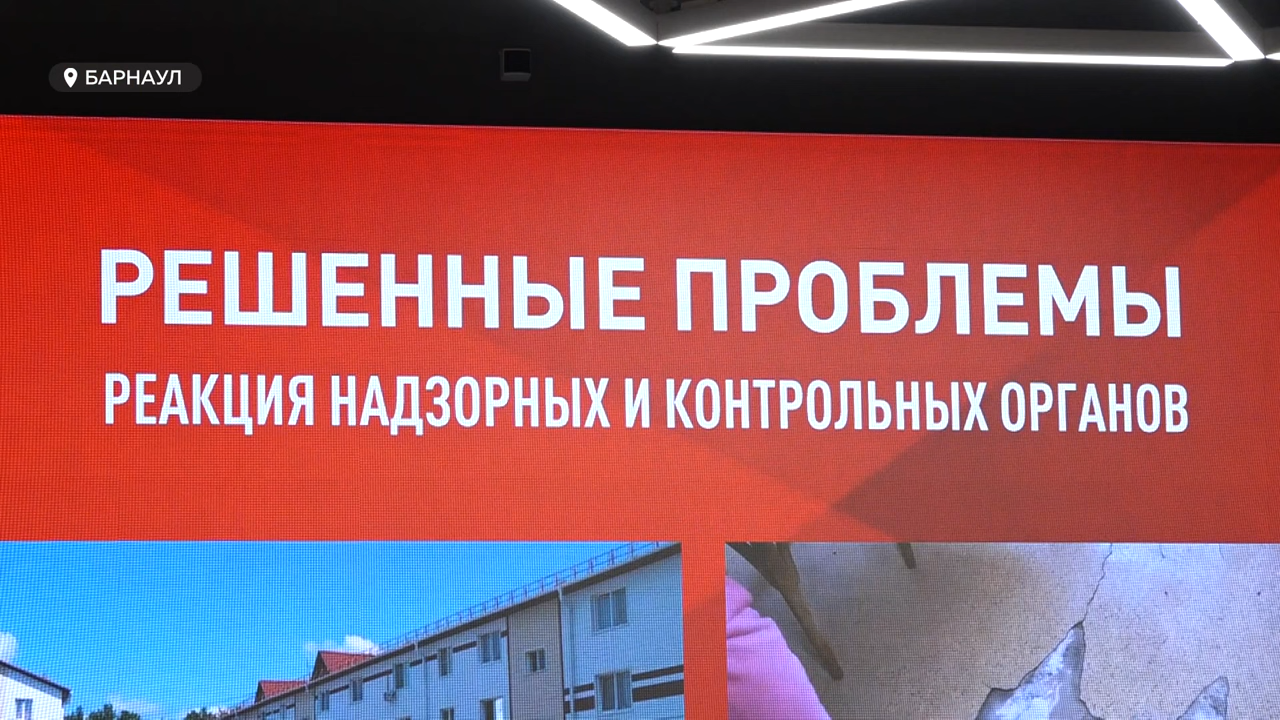 БАРНАУЛ
РЕШЕННЫЕ ПРОБЛЕМЫ
РЕАКЦИЯ НАДЗОРНЫХ И КОНТРОЛЬНЫХ ОРГАНОВ